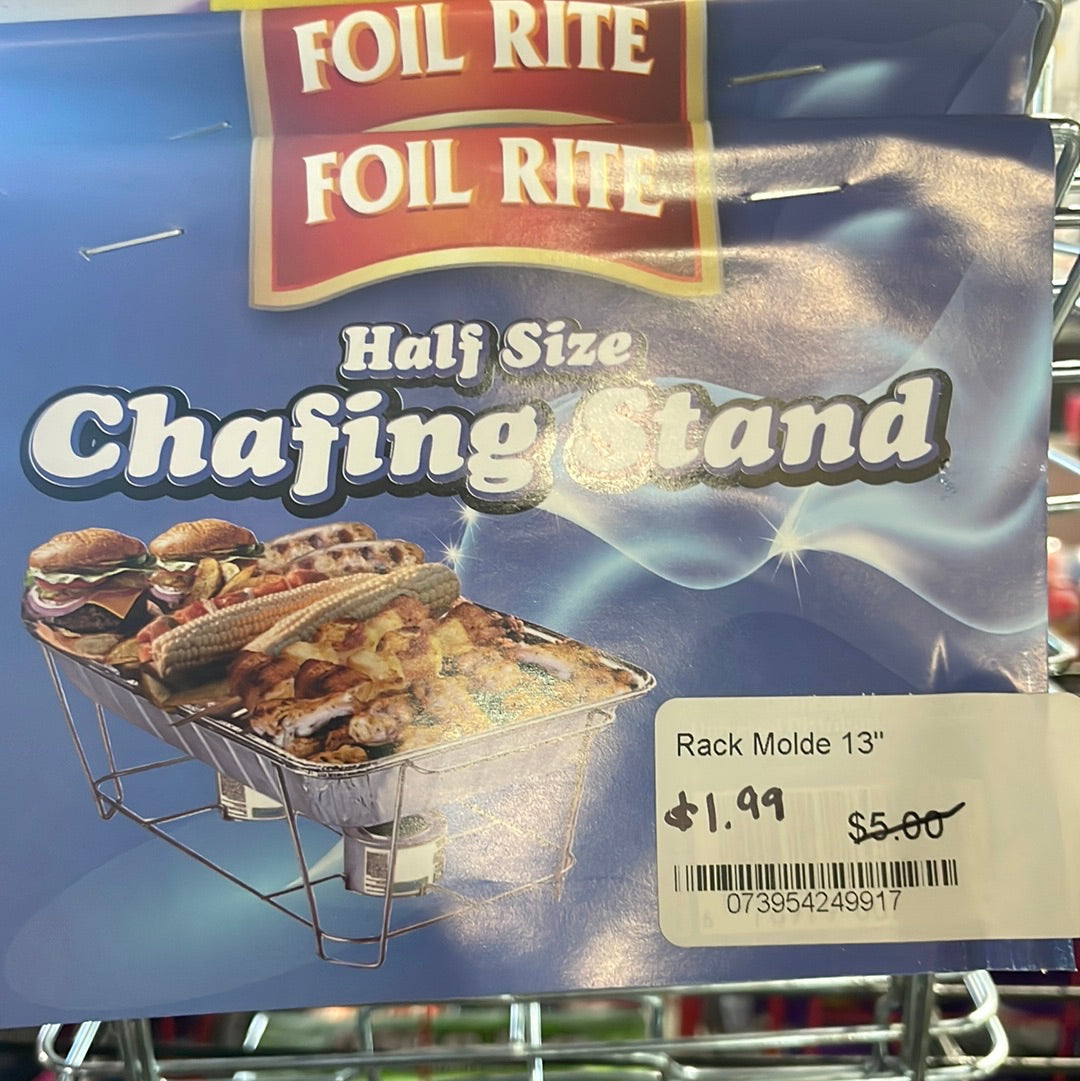 FOIL RITE
FOIL RITE
Half Size
Chafing Stand
Rack Molde 13"
$1.99 $5.00
073954249917